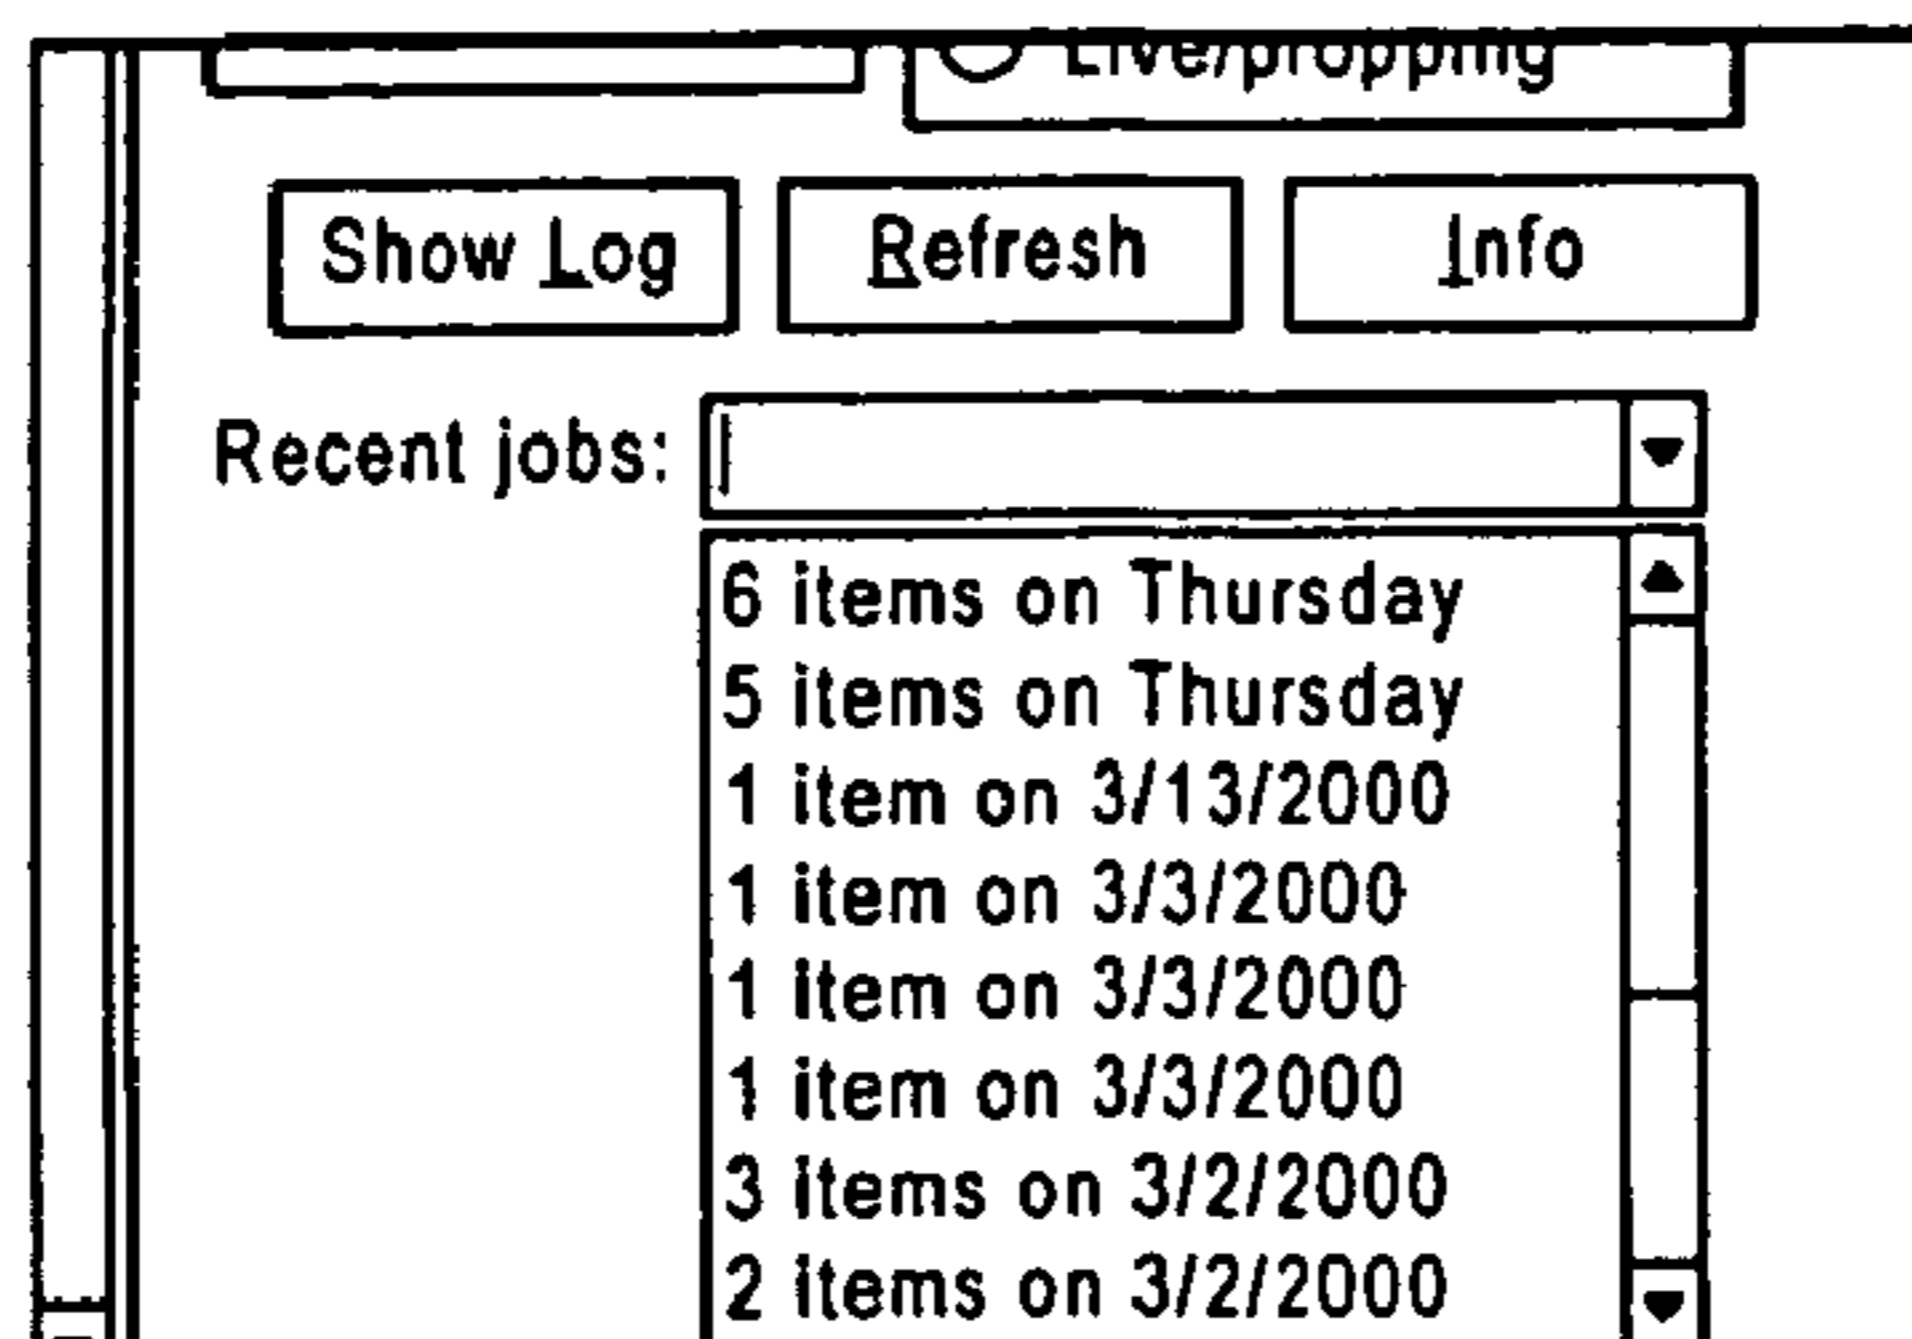 Live/propping
Show Log Refresh Info
Recent jobs:
6 items on Thursday
5 items on Thursday
1 item on 3/13/2000
1 item on 3/3/2000
1 item on 3/3/2000
1 item on 3/3/2000
3 items on 3/2/2000
2 items on 3/2/2000